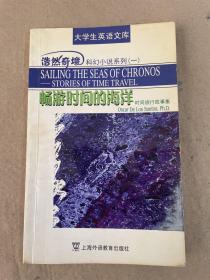 大学生英语文库
浩然奇境 科幻小说系列(一)
SAILING THE SEAS OF CHRONOS
—STORIES OF TIME TRAVEL
畅游时间的海洋 时间旅行故事集
Oscar De Los Santos, Ph.D
上海外语教育出版社